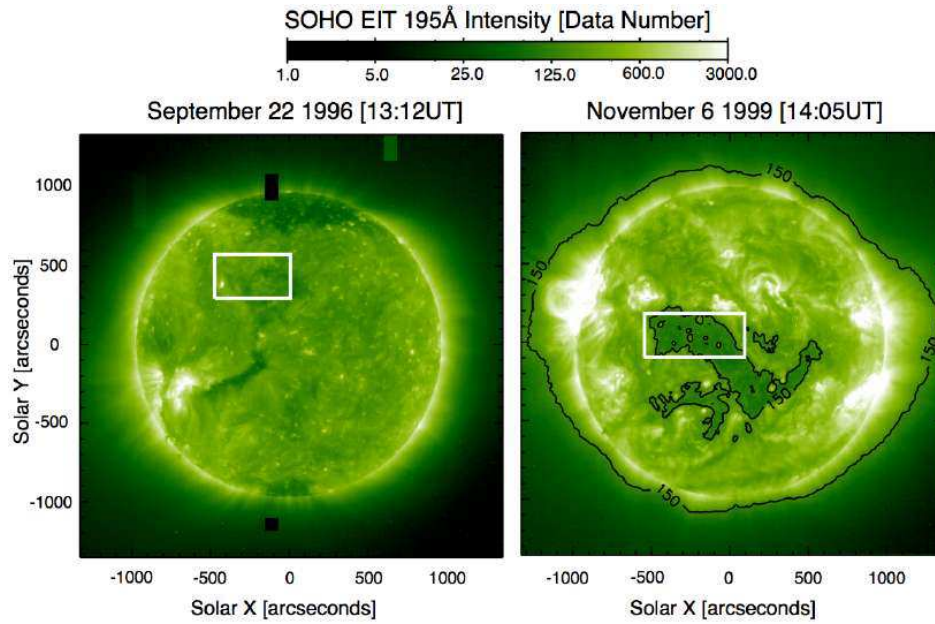 SOHO EIT 195Å Intensity [Data Number]
1.0 5.0 25.0 125.0 600.0 3000.0
September 22 1996 [13:12UT]
November 6 1999 [14:05UT]
1000
500
0
-500
-1000
Solar Y [arcseconds]
-1000 -500 0 500 1000
Solar X [arcseconds]
150
150
150
150
150
150
-1000 -500 0 500 1000
Solar X [arcseconds]